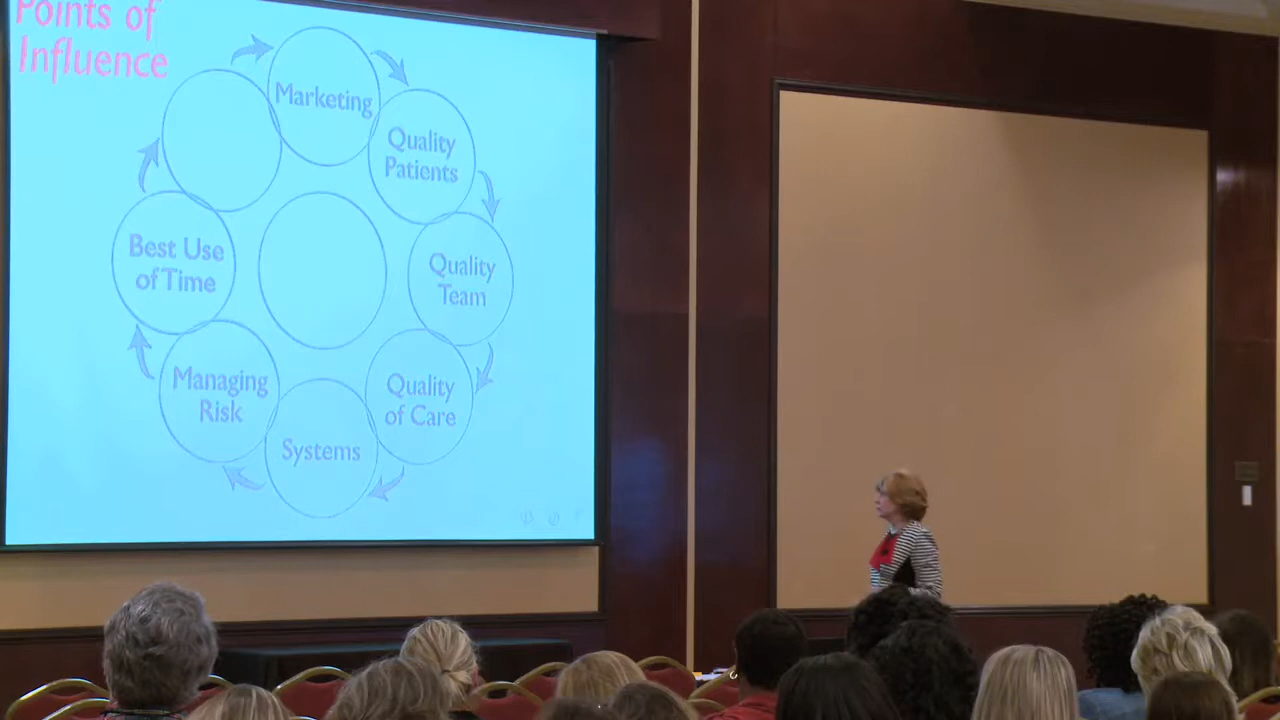 Points of
Influence
Marketing
Quality
Patients
Quality
Team
Quality
of Care
Systems
Managing
Risk
Best Use
of Time